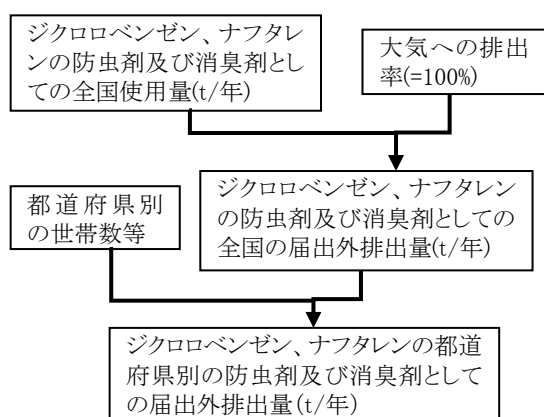 ジクロロベンゼン、ナフタレ
ンの防虫剤及び消臭剤とし
ての全国使用量(t/年)
大気への排出
率(=100%)
ジクロロベンゼン、ナフタレン
の防虫剤及び消臭剤としての
全国の届出外排出量(t/年)
都道府県別
の世帯数等
ジクロロベンゼン、ナフタレンの都道
府県別の防虫剤及び消臭剤として
の届出外排出量(t/年)